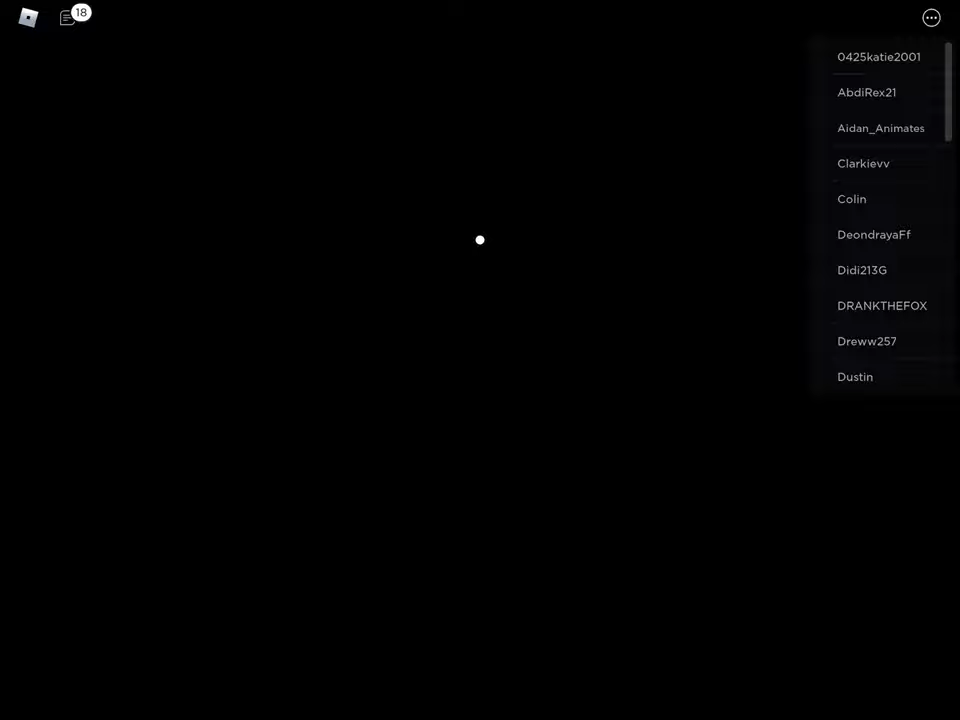 18
0425katie2001
AbdiRex21
Aidan_Animates
Clarkievv
Colin
DeondrayaFf
Didi213G
DRANKTHEFOX
Dreww257
Dustin